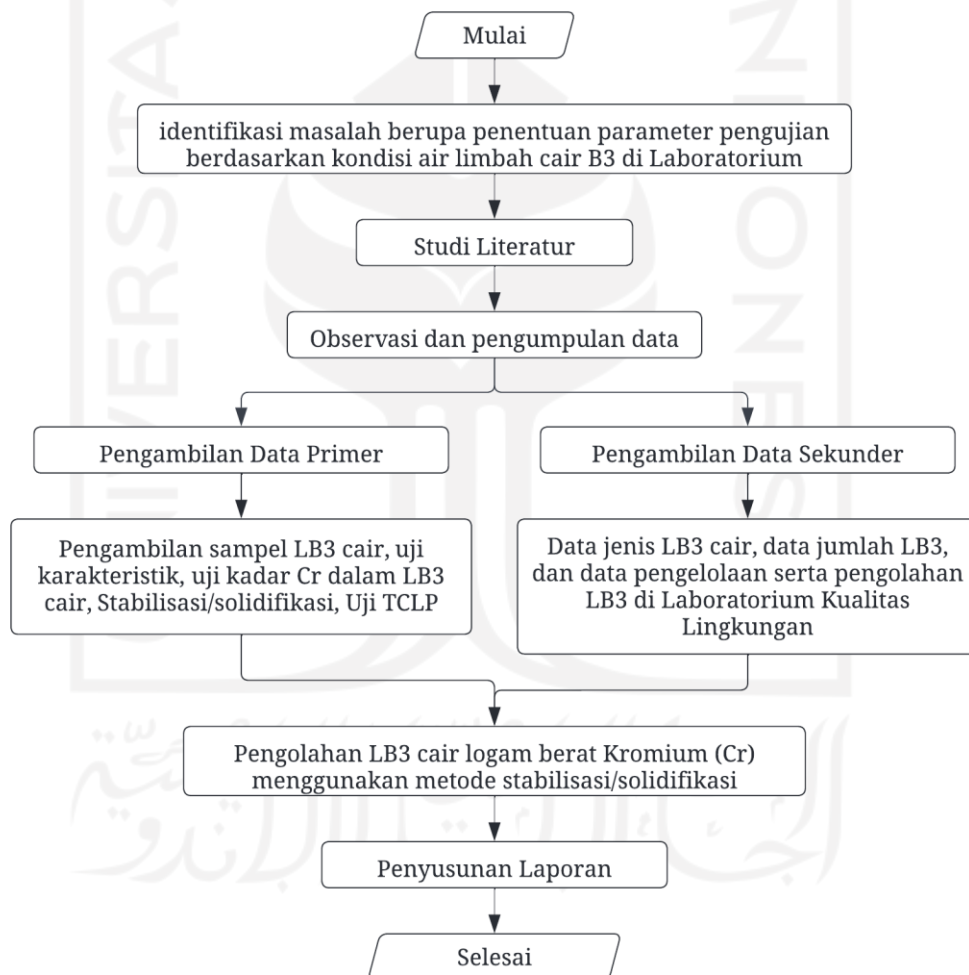 Mulai
identifikasi masalah berupa penentuan parameter pengujian
berdasarkan kondisi air limbah cair B3 di Laboratorium
Studi Literatur
Observasi dan pengumpulan data
Pengambilan Data Primer
Pengambilan Data Sekunder
Pengambilan sampel LB3 cair, uji
karakteristik, uji kadar Cr dalam LB3
cair, Stabilisasi/solidifikasi, Uji TCLP
Data jenis LB3 cair, data jumlah LB3,
dan data pengelolaan serta pengolahan
LB3 di Laboratorium Kualitas
Lingkungan
Pengolahan LB3 cair logam berat Kromium (Cr)
menggunakan metode stabilisasi/solidifikasi
Penyusunan Laporan
Selesai